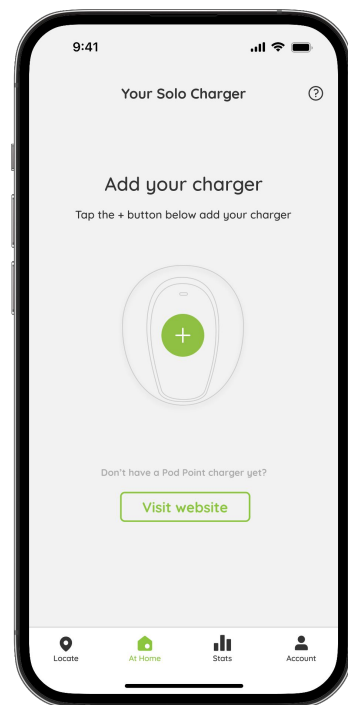 9:41
Your Solo Charger
Add your charger
Tap the + button below add your charger
Don't have a Pod Point charger yet?
Visit website
Locate At Home Stats Account